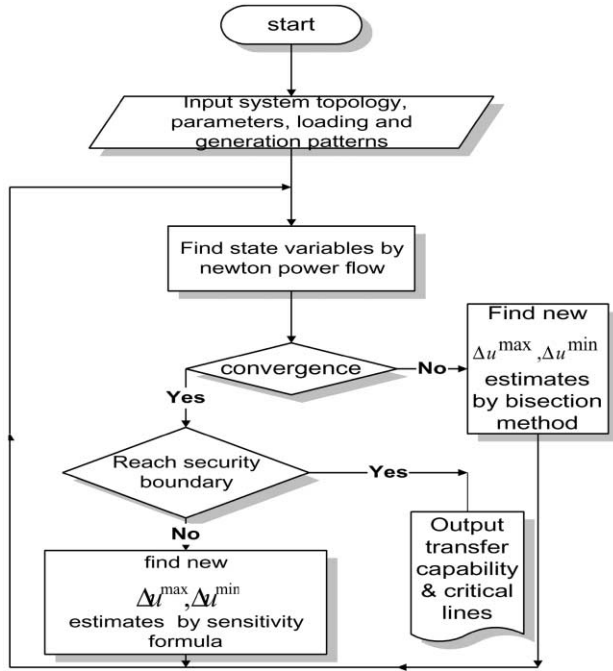 start
Input system topology,
parameters, loading and
generation patterns
Find state variables by
newton power flow
convergence
No
Find new
Δu^max ,Δu^min
estimates
by bisection
method
Yes
Reach security
boundary
Yes
Output
transfer
capability
& critical
lines
No
find new
Δu^max,Δu^min
estimates by sensitivity
formula